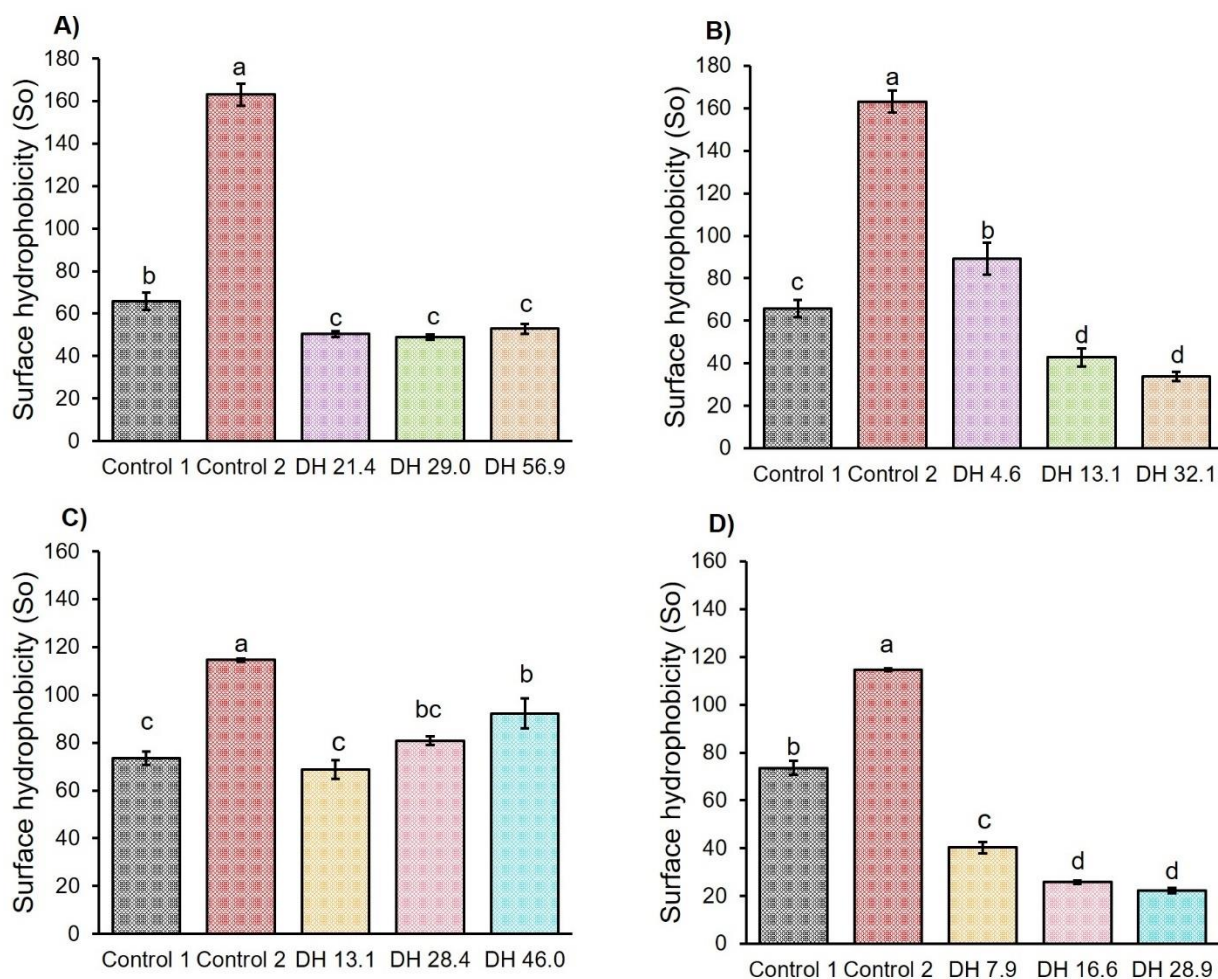 A)
Surface hydrophobicity (So)
180
160
140
120
100
80
60
40
20
0
b
a
c
c
c
Control 1 Control 2 DH 21.4 DH 29.0 DH 56.9
B)
Surface hydrophobicity (So)
180
160
140
120
100
80
60
40
20
0
c
a
b
d
d
Control 1 Control 2 DH 4.6 DH 13.1 DH 32.1
C)
Surface hydrophobicity (So)
160
140
120
100
80
60
40
20
0
c
a
c
bc
b
Control 1 Control 2 DH 13.1 DH 28.4 DH 46.0
D)
Surface hydrophobicity (So)
160
140
120
100
80
60
40
20
0
b
a
c
d
d
Control 1 Control 2 DH 7.9 DH 16.6 DH 28.9